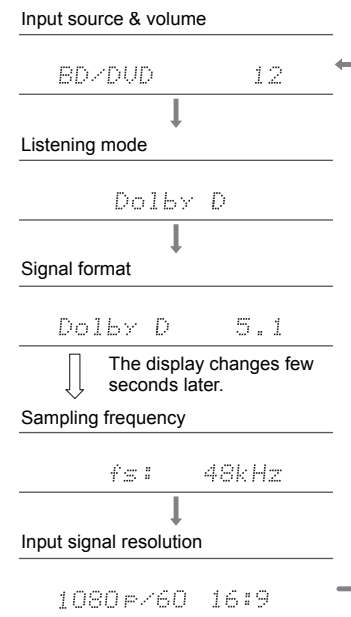 Input source & volume
BD/DVD 12
Listening mode
Dolby D
Signal format
Dolby D 5.1
The display changes few
seconds later.
Sampling frequency
fs: 48kHz
Input signal resolution
1080p/60 16:9